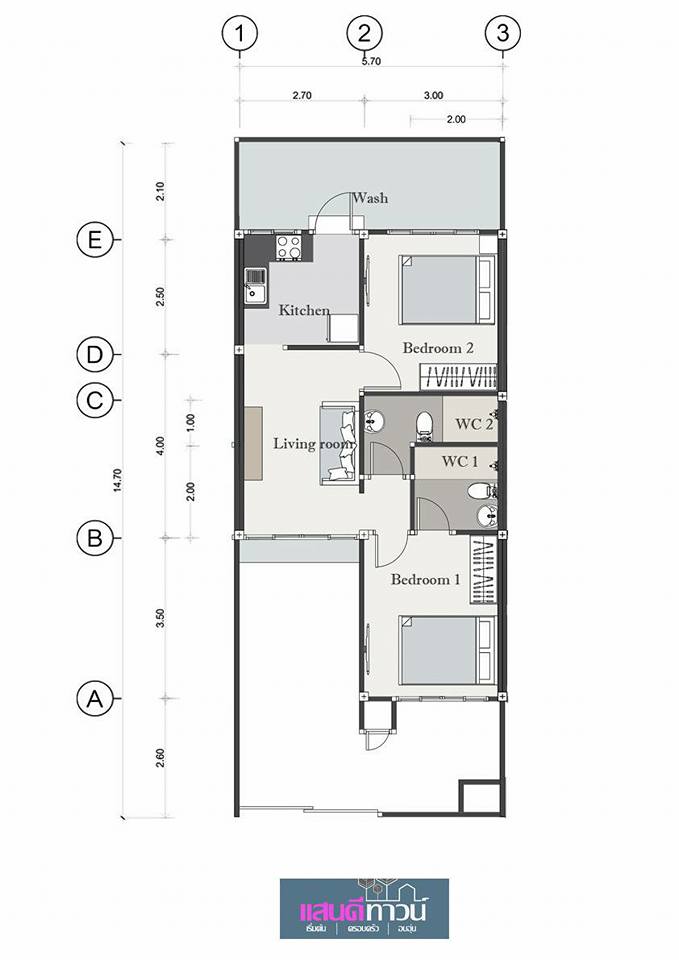 1 2 3
5.70
2.70 3.00
2.00
2.10
Wash
E
2.50
Kitchen
D
Bedroom 2
C
1.00
4.00
Living room
WC 2
WC 1
14.70
2.00
B
Bedroom 1
3.50
A
2.60
แสนดีทาวน์
เริ่มต้น | ครอบครัว | อบอุ่น